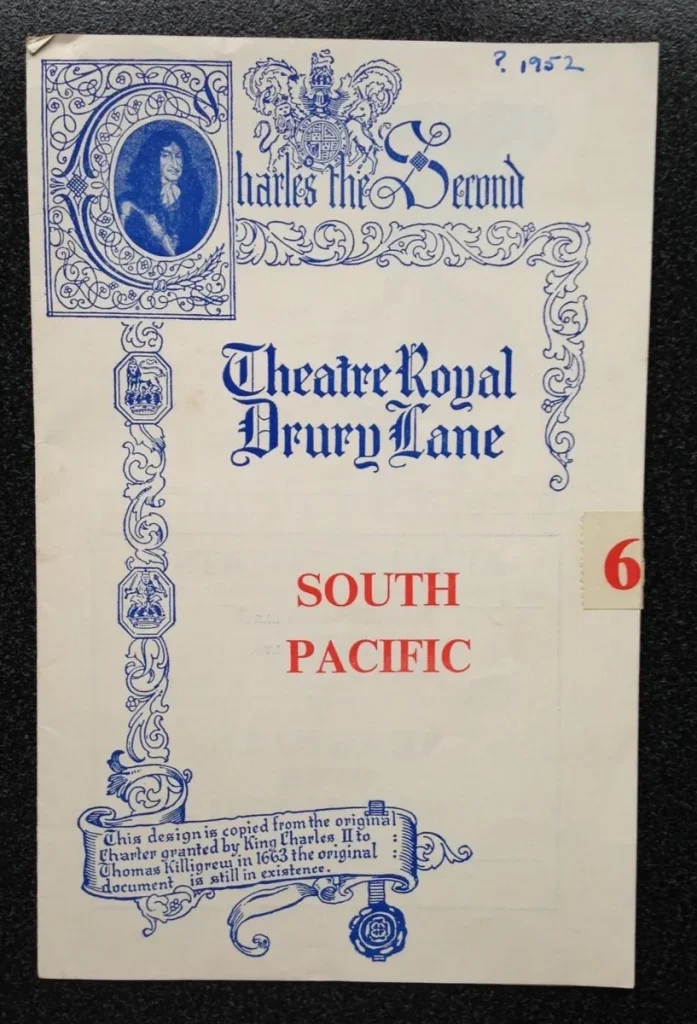 ? 1952
Charles the Second
Theatre Royal
Drury Lane
6
SOUTH
PACIFIC
This design is copied from the original
Charter granted by King Charles II to
Thomas Killigrew in 1663 the original
document is still in existence.